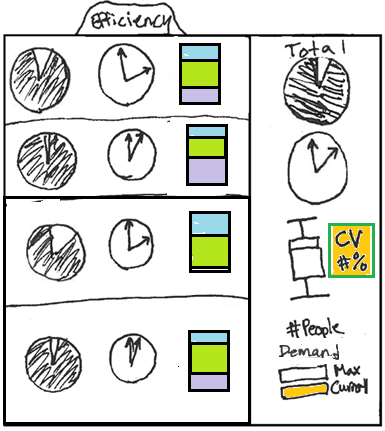 Efficiency
Total
CV
#%
#People
Demand
Max
Current